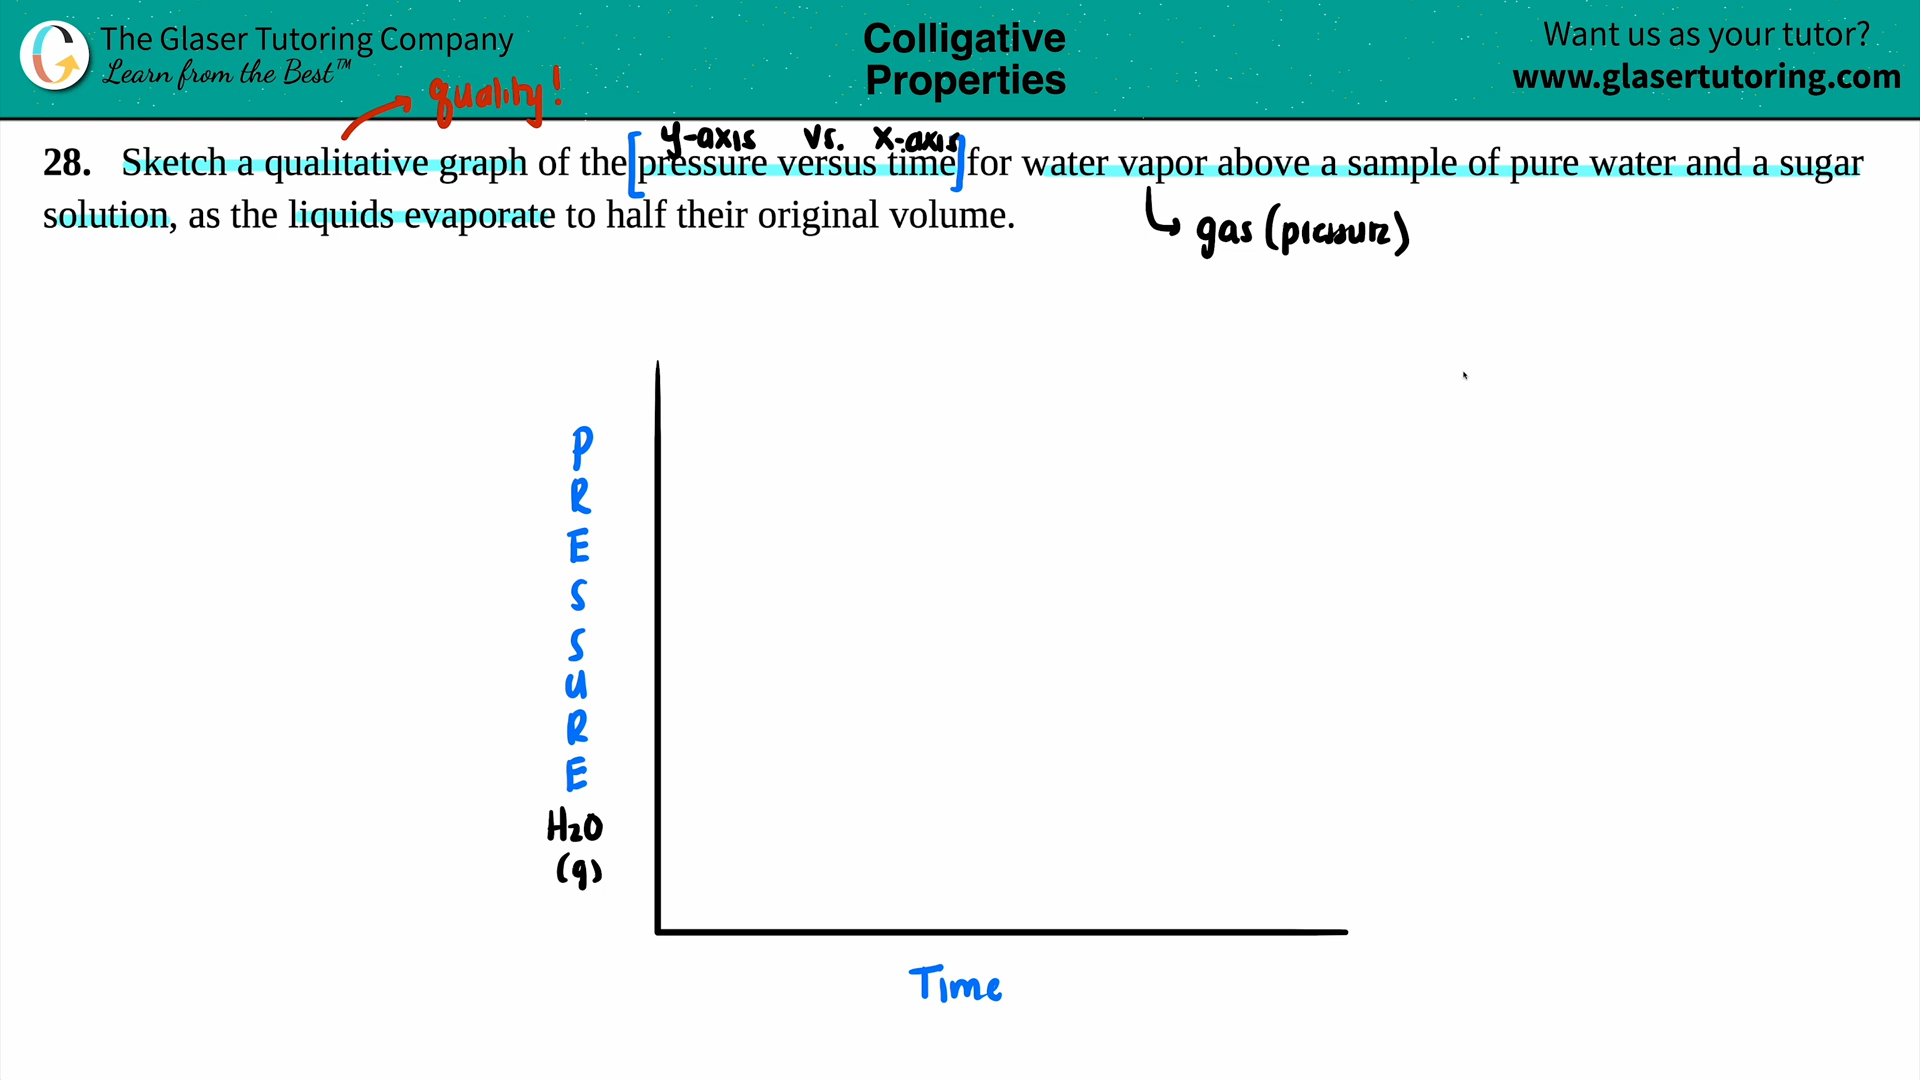 The Glaser Tutoring Company
Learn from the Best™
Colligative
Properties
Want us as your tutor?
www.glasertutoring.com
quality!
y-axis vs. x-axis
28. Sketch a qualitative graph of the [pressure versus time] for water vapor above a sample of pure water and a sugar
solution, as the liquids evaporate to half their original volume.
gas (pressure)
P
R
E
S
S
U
R
E
H2O
(g)
Time